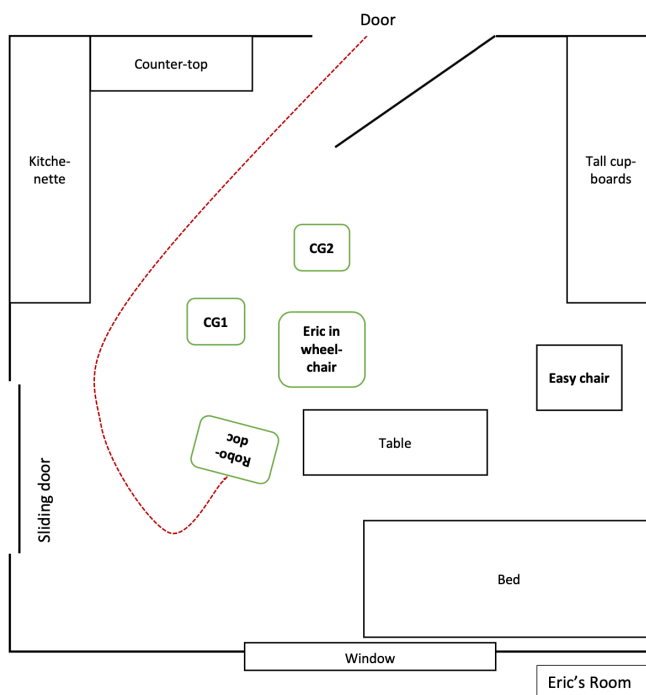 Door
Counter-top
Kitche-
nette
Tall cup-
boards
CG2
CG1
Eric in
wheel-
chair
Easy chair
Robo-
doc
Table
Sliding door
Bed
Window
Eric’s Room